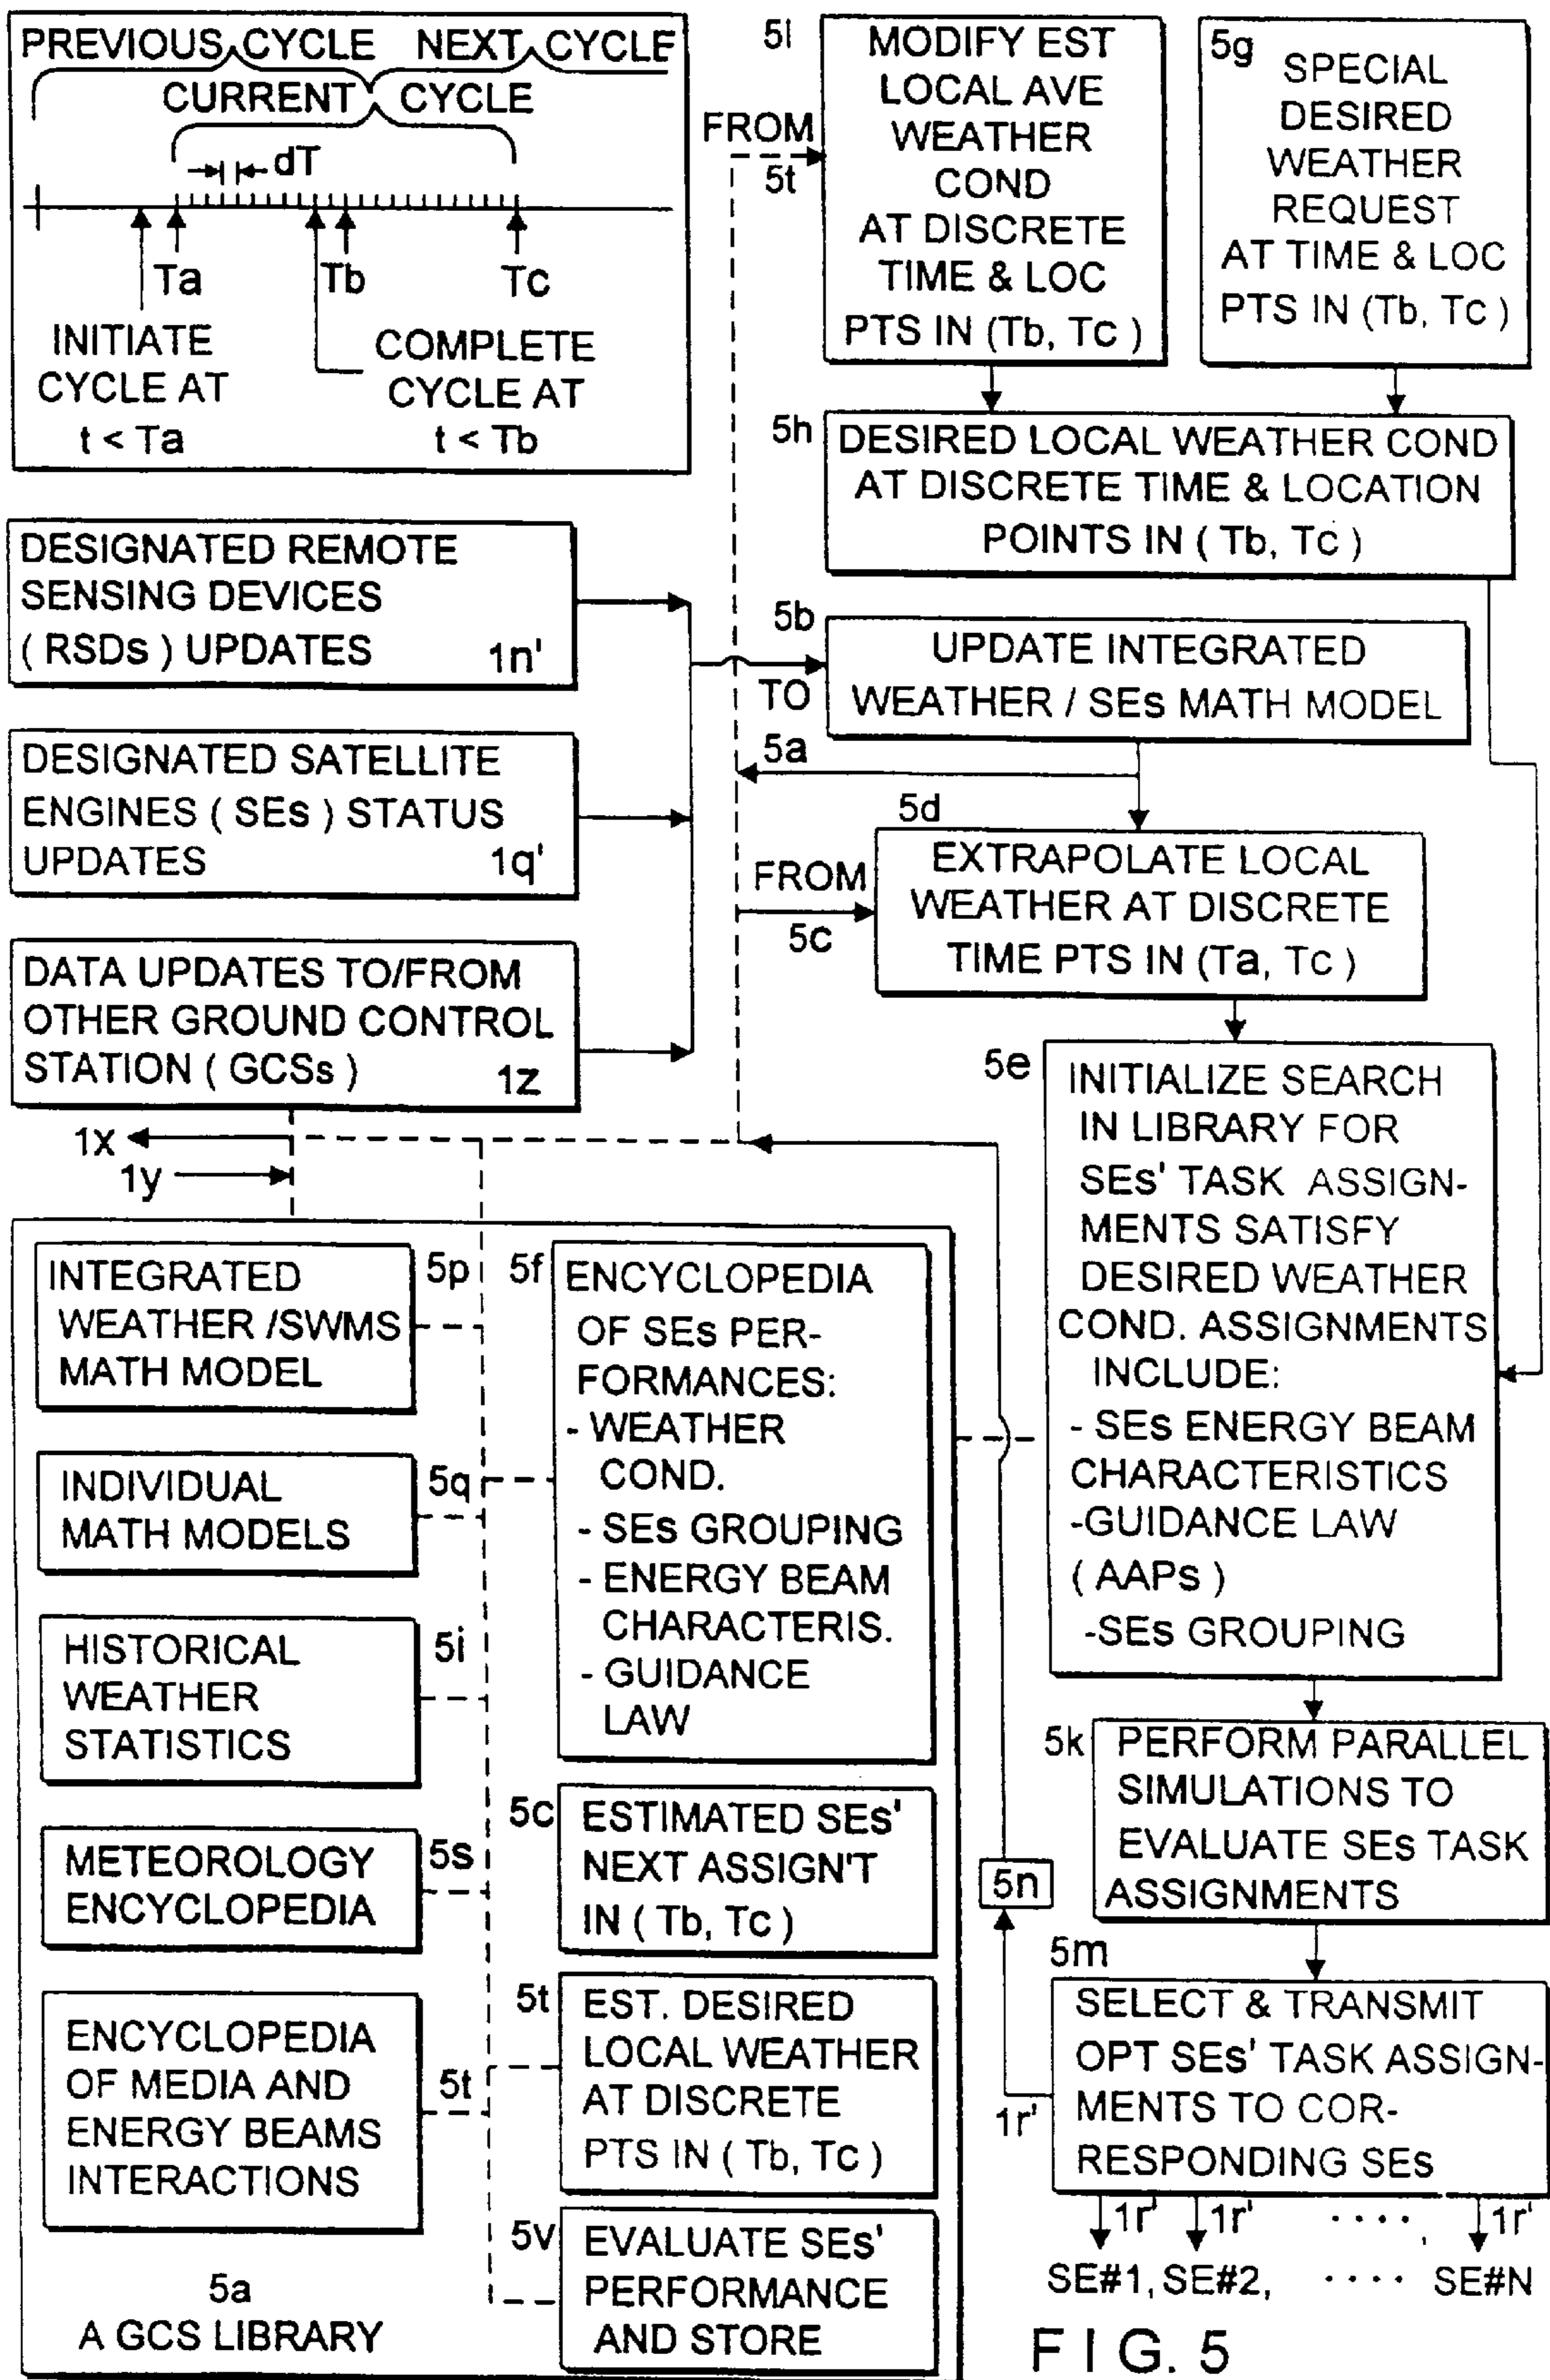 PREVIOUS CYCLE NEXT CYCLE
CURRENT CYCLE
dT
Ta Tb Tc
INITIATE
CYCLE AT
t < Ta
COMPLETE
CYCLE AT
t < Tb
FROM
5t
5l
MODIFY EST
LOCAL AVE
WEATHER
COND
AT DISCRETE
TIME & LOC
PTS IN (Tb, Tc )
5g
SPECIAL
DESIRED
WEATHER
REQUEST
AT TIME & LOC
PTS IN (Tb, Tc )
5h
DESIRED LOCAL WEATHER COND
AT DISCRETE TIME & LOCATION
POINTS IN ( Tb, Tc )
DESIGNATED REMOTE
SENSING DEVICES
( RSDs ) UPDATES 1n'
DESIGNATED SATELLITE
ENGINES ( SEs ) STATUS
UPDATES 1q'
DATA UPDATES TO/FROM
OTHER GROUND CONTROL
STATION ( GCSs ) 1z
5b
UPDATE INTEGRATED
WEATHER / SEs MATH MODEL
TO
5a
5d
FROM
5c
EXTRAPOLATE LOCAL
WEATHER AT DISCRETE
TIME PTS IN (Ta, Tc )
5e
INITIALIZE SEARCH
IN LIBRARY FOR
SEs' TASK ASSIGN-
MENTS SATISFY
DESIRED WEATHER
COND. ASSIGNMENTS
INCLUDE:
- SEs ENERGY BEAM
CHARACTERISTICS
-GUIDANCE LAW
( AAPs )
-SEs GROUPING
1x
1y
INTEGRATED
WEATHER /SWMS
MATH MODEL
5p
INDIVIDUAL
MATH MODELS
5q
HISTORICAL
WEATHER
STATISTICS
5i
METEOROLOGY
ENCYCLOPEDIA
5s
ENCYCLOPEDIA
OF MEDIA AND
ENERGY BEAMS
INTERACTIONS
5t
5a
A GCS LIBRARY
5f
ENCYCLOPEDIA
OF SEs PER-
FORMANCES:
- WEATHER
COND.
- SEs GROUPING
- ENERGY BEAM
CHARACTERIS.
- GUIDANCE
LAW
5c
ESTIMATED SEs'
NEXT ASSIGN'T
IN ( Tb, Tc )
5t
EST. DESIRED
LOCAL WEATHER
AT DISCRETE
PTS IN ( Tb, Tc )
5v
EVALUATE SEs'
PERFORMANCE
AND STORE
5k
PERFORM PARALLEL
SIMULATIONS TO
EVALUATE SEs TASK
ASSIGNMENTS
5n
1r'
5m
SELECT & TRANSMIT
OPT SEs' TASK ASSIGN-
MENTS TO COR-
RESPONDING SEs
1r' 1r' ···· 1r'
SE#1, SE#2, ···· SE#N
FIG. 5